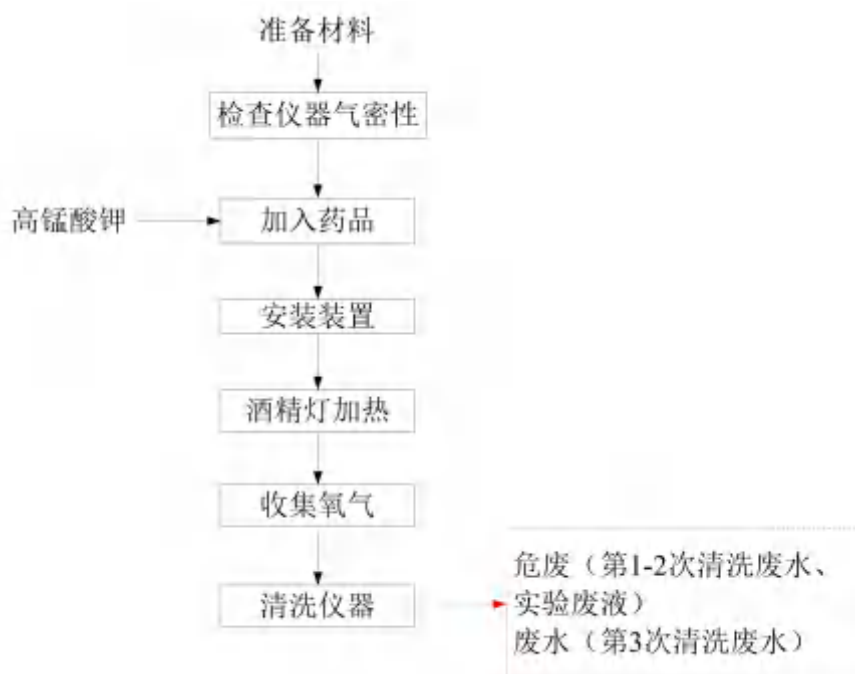 准备材料
检查仪器气密性
高锰酸钾
加入药品
安装装置
酒精灯加热
收集氧气
清洗仪器
危废（第1-2次清洗废水、
实验废液）
废水（第3次清洗废水）